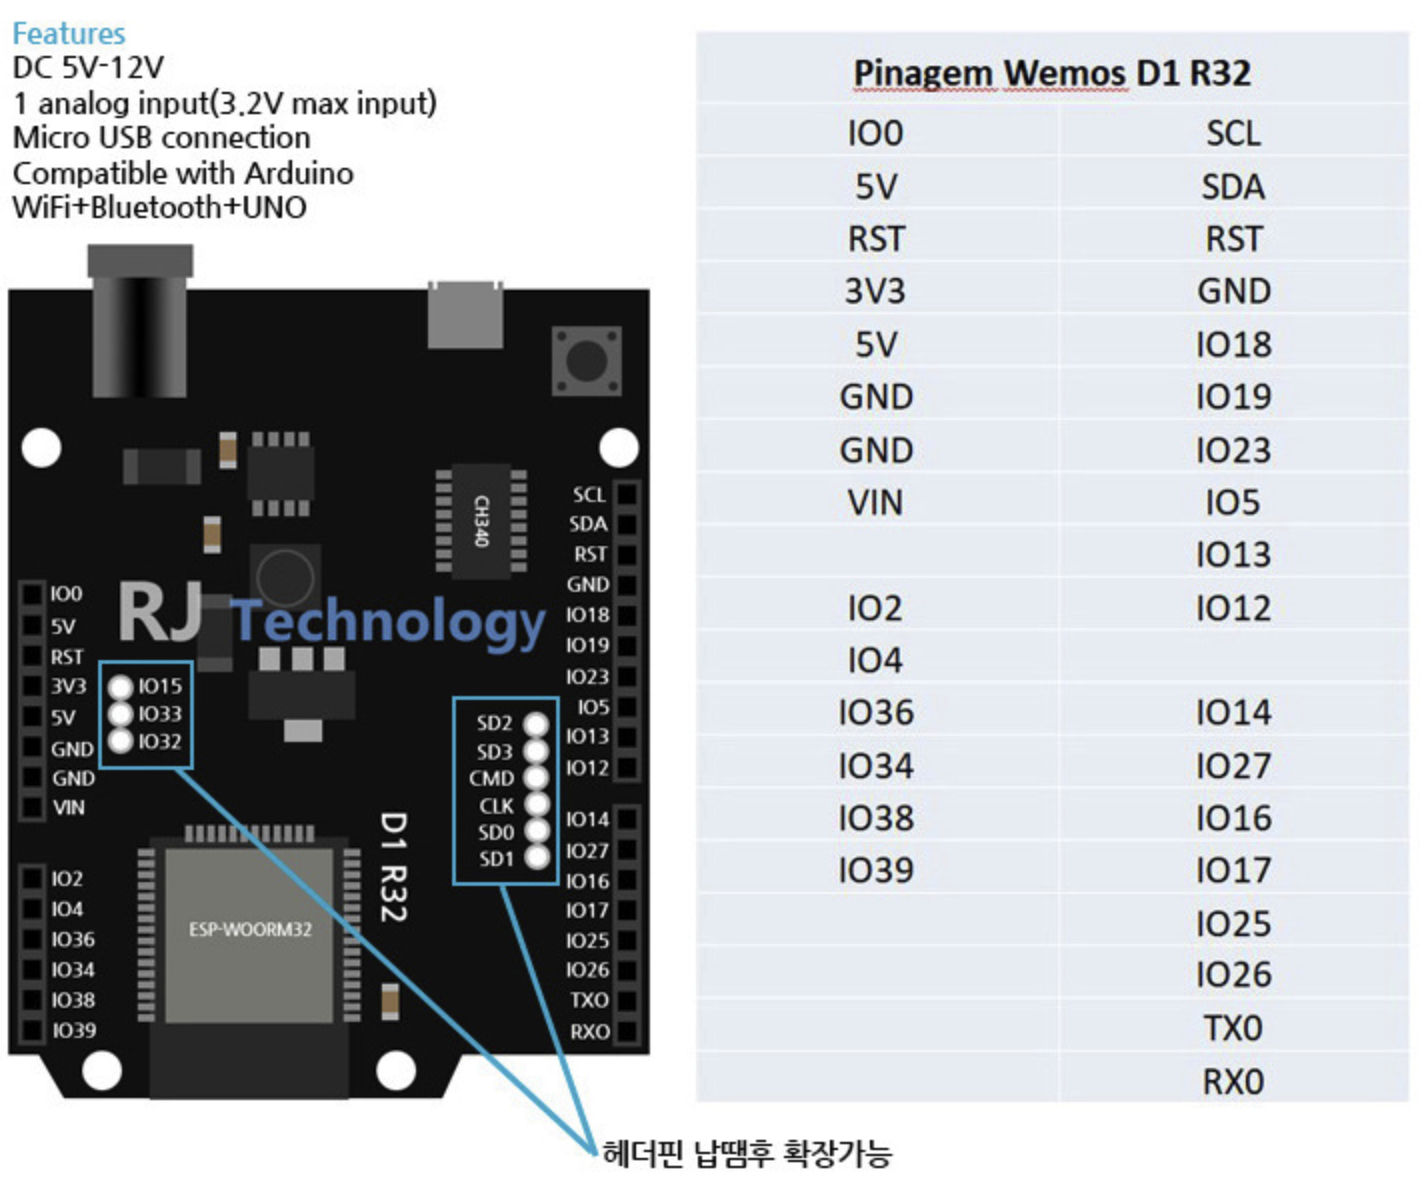 Features
DC 5V-12V
1 analog input(3.2V max input)
Micro USB connection
Compatible with Arduino
WiFi+Bluetooth+UNO
CH340
RJ Technology
IO0
5V
RST
3V3
5V
GND
GND
VIN
IO15
IO33
IO32
IO2
IO4
IO36
IO34
IO38
IO39
SD2
SD3
CMD
CLK
SD0
SD1
D1 R32
ESP-WOORM32
SCL
SDA
RST
GND
IO18
IO19
IO23
IO5
IO13
IO12
IO14
IO27
IO16
IO17
IO25
IO26
TXO
RXO
헤더핀 납땜후 확장가능
Pinagem Wemos D1 R32
IO0 SCL
5V SDA
RST RST
3V3 GND
5V IO18
GND IO19
GND IO23
VIN IO5
IO13
IO2 IO12
IO4
IO36 IO14
IO34 IO27
IO38 IO16
IO39 IO17
IO25
IO26
TX0
RX0